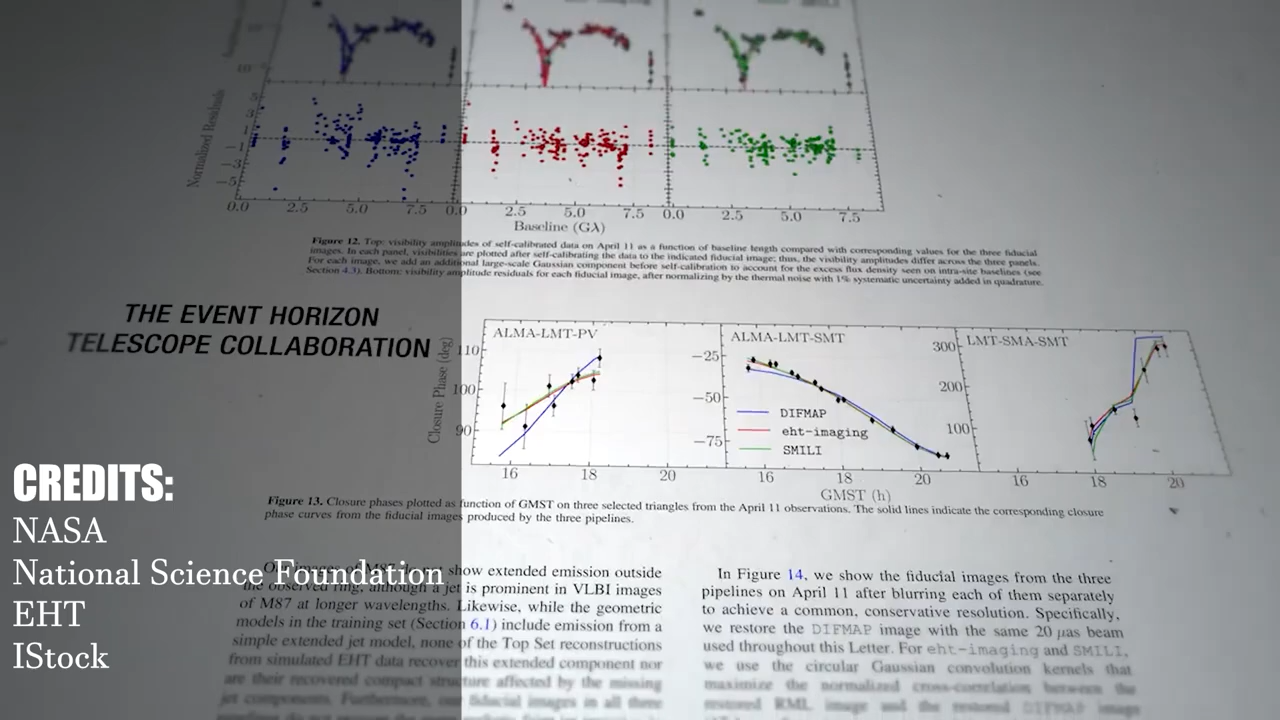 Normalized Residuals
5
3
1
−1
−3
−5
0.0 2.5 5.0 7.5 0.0 2.5 5.0 7.5 0.0 2.5 5.0 7.5
Baseline (Gλ)
Figure 12. Top: visibility amplitudes of self-calibrated data on April 11 as a function of baseline length compared with corresponding values for the three fiducial
images. In each panel, visibilities are plotted after self-calibrating the data to the indicated fiducial image; thus, the visibility amplitudes differ across the three panels.
For each image, we add an additional large-scale Gaussian component before self-calibration to account for the excess flux density seen on intra-site baselines (see
Section 4.3). Bottom: visibility amplitude residuals for each fiducial image, after normalizing by the thermal noise with 1% systematic uncertainty added in quadrature.
THE EVENT HORIZON
TELESCOPE COLLABORATION
Closure Phase (deg)
110
100
90
ALMA-LMT-PV
16 18 20
ALMA-LMT-SMT
−25
−50
−75
DIFMAP
eht-imaging
SMILI
16 18 20
GMST (h)
LMT-SMA-SMT
300
200
100
16 18 20
Figure 13. Closure phases plotted as function of GMST on three selected triangles from the April 11 observations. The solid lines indicate the corresponding closure
phase curves from the fiducial images produced by the three pipelines.
CREDITS:
NASA
National Science Foundation
EHT
IStock
show extended emission outside
the observed ring, although a jet is prominent in VLBI images
of M87 at longer wavelengths. Likewise, while the geometric
models in the training set (Section 6.1) include emission from a
simple extended jet model, none of the Top Set reconstructions
from simulated EHT data recover this extended component nor
are their recovered compact structure affected by the missing
jet components. Furthermore, our fiducial images in all three
In Figure 14, we show the fiducial images from the three
pipelines on April 11 after blurring each of them separately
to achieve a common, conservative resolution. Specifically,
we restore the DIFMAP image with the same 20 μas beam
used throughout this Letter. For eht-imaging and SMILI,
we use the circular Gaussian convolution kernels that
maximize the normalized cross-correlation between the
restored RML image and the restored DIFMAP image